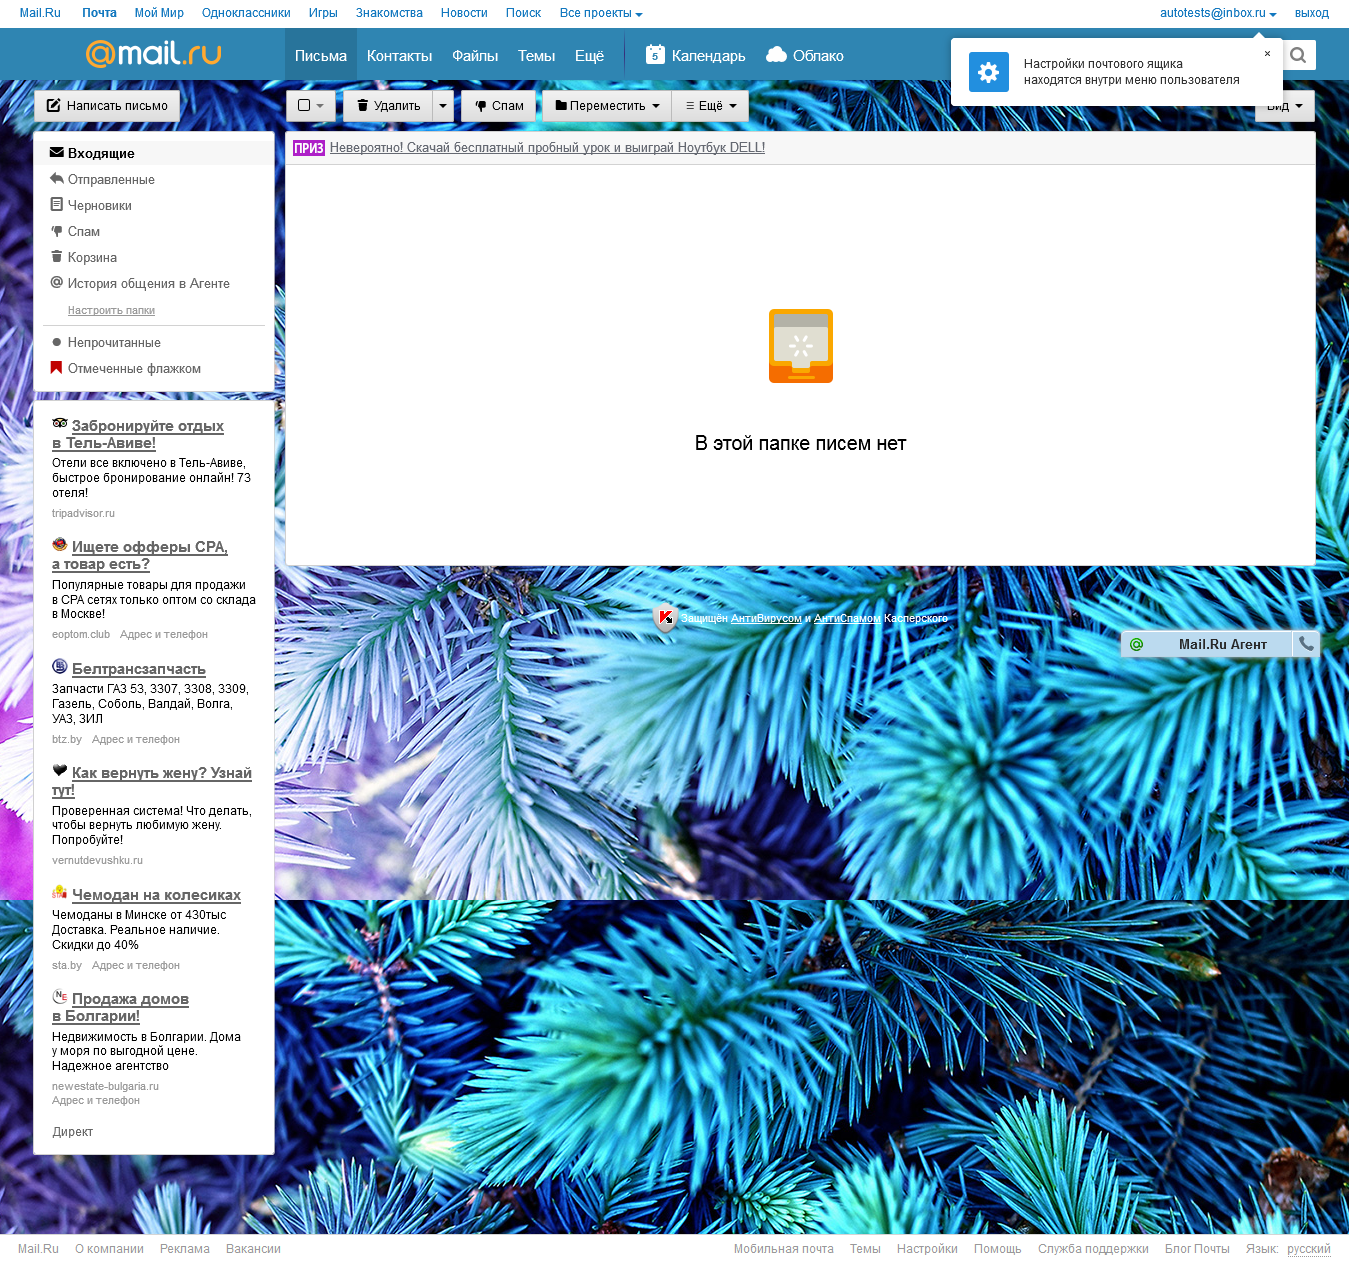 Mail.Ru Почта Мой Мир Одноклассники Игры Знакомства Новости Поиск Все проекты autotests@inbox.ru выход
@mail.ru Письма Контакты Файлы Темы Ещё 5 Календарь Облако
Настройки почтового ящика
находятся внутри меню пользователя
×
Написать письмо Удалить Спам Переместить Ещё Вид
Входящие
Отправленные
Черновики
Спам
Корзина
История общения в Агенте
Настроить папки
Непрочитанные
Отмеченные флажком
ПРИЗ Невероятно! Скачай бесплатный пробный урок и выиграй Ноутбук DELL!
В этой папке писем нет
Забронируйте отдых
в Тель-Авиве!
Отели все включено в Тель-Авиве,
быстрое бронирование онлайн! 73
отеля!
tripadvisor.ru
Ищете офферы CPA,
а товар есть?
Популярные товары для продажи
в CPA сетях только оптом со склада
в Москве!
eoptom.club Адрес и телефон
Белтрансзапчасть
Запчасти ГАЗ 53, 3307, 3308, 3309,
Газель, Соболь, Валдай, Волга,
УАЗ, ЗИЛ
btz.by Адрес и телефон
Как вернуть жену? Узнай
тут!
Проверенная система! Что делать,
чтобы вернуть любимую жену.
Попробуйте!
vernutdevushku.ru
Чемодан на колесиках
Чемоданы в Минске от 430тыс
Доставка. Реальное наличие.
Скидки до 40%
sta.by Адрес и телефон
Продажа домов
в Болгарии!
Недвижимость в Болгарии. Дома
у моря по выгодной цене.
Надежное агентство
newestate-bulgaria.ru
Адрес и телефон
Директ
Защищён АнтиВирусом и АнтиСпамом Касперского
Mail.Ru Агент
Mail.Ru О компании Реклама Вакансии Мобильная почта Темы Настройки Помощь Служба поддержки Блог Почты Язык: русский